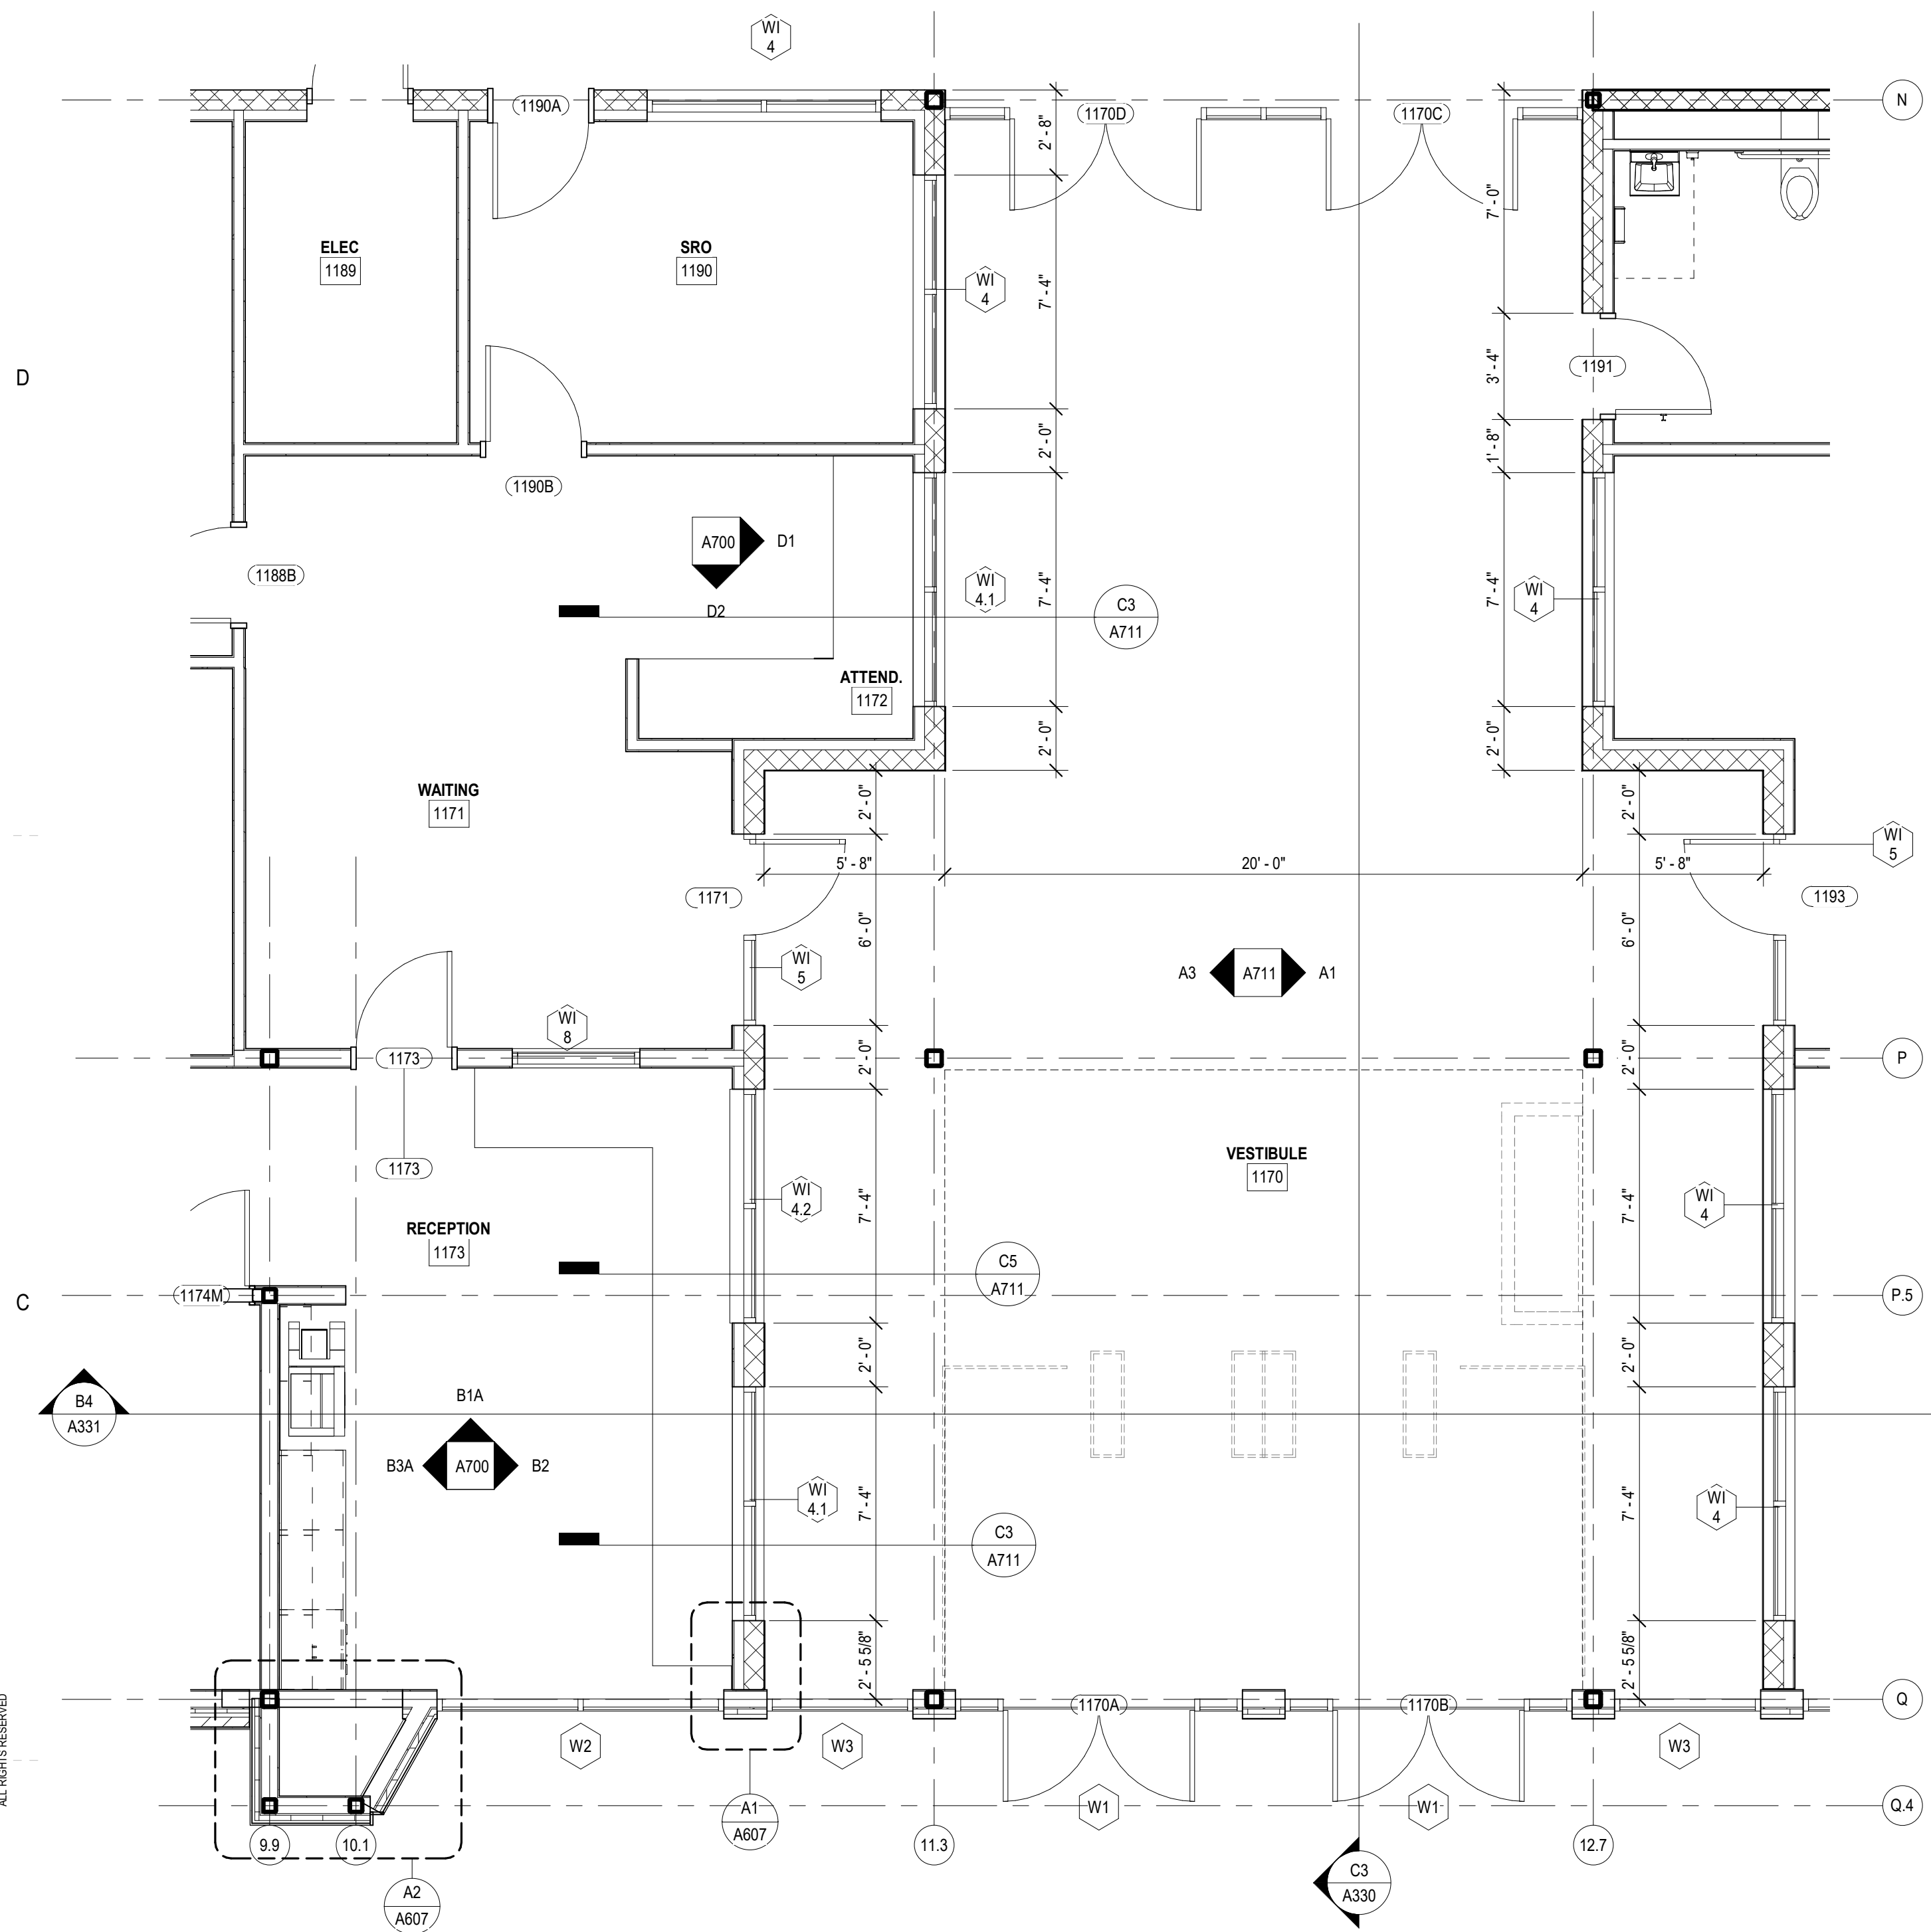 WI
4
1190A
1170D
1170C
N
2' - 8"
7' - 0"
ELEC
1189
SRO
1190
WI
4
7' - 4"
D
3' - 4"
1191
2' - 0"
1' - 8"
1190B
A700
D1
D2
1188B
WI
4.1
7' - 4"
C3
A711
7' - 4"
WI
4
ATTEND.
1172
2' - 0"
2' - 0"
WAITING
1171
2' - 0"
2' - 0"
WI
5
5' - 8"
20' - 0"
5' - 8"
1171
1193
6' - 0"
6' - 0"
WI
5
A3
A711
A1
WI
8
1173
2' - 0"
2' - 0"
P
1173
VESTIBULE
1170
WI
4.2
7' - 4"
7' - 4"
WI
4
RECEPTION
1173
C5
A711
C
1174M
P.5
2' - 0"
2' - 0"
B4
A331
B1A
B3A
A700
B2
WI
4.1
7' - 4"
7' - 4"
WI
4
C3
A711
2' - 5 5/8"
2' - 5 5/8"
ALL RIGHTS RESERVED
1170A
1170B
Q
W2
W3
W3
A1
A607
W1
W1
Q.4
9.9
10.1
11.3
12.7
C3
A330
A2
A607